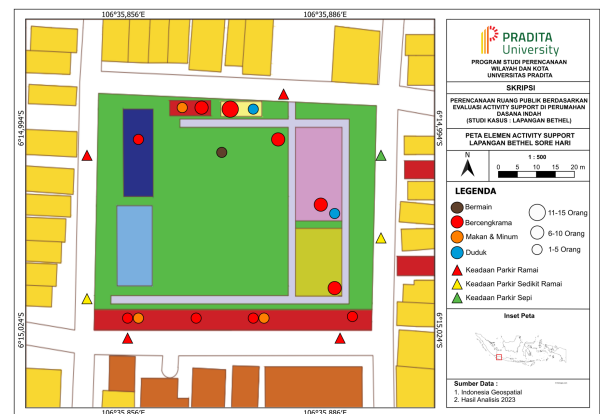 106°35,856'E 106°35,886'E
6°14,994'S 6°14,994'S
6°15,024'S 6°15,024'S
106°35,856'E 106°35,886'E
PRADITA
University
PROGRAM STUDI PERENCANAAN
WILAYAH DAN KOTA
UNIVERSITAS PRADITA
SKRIPSI
PERENCANAAN RUANG PUBLIK BERDASARKAN
EVALUASI ACTIVITY SUPPORT DI PERUMAHAN
DASANA INDAH
(STUDI KASUS : LAPANGAN BETHEL)
PETA ELEMEN ACTIVITY SUPPORT
LAPANGAN BETHEL SORE HARI
N
1 : 500
0 5 10 15 20 m
LEGENDA
Bermain
Bercengkrama
Makan & Minum
Duduk
11-15 Orang
6-10 Orang
1-5 Orang
Keadaan Parkir Ramai
Keadaan Parkir Sedikit Ramai
Keadaan Parkir Sepi
Inset Peta
Sumber Data :
1. Indonesia Geospatial
2. Hasil Analisis 2023